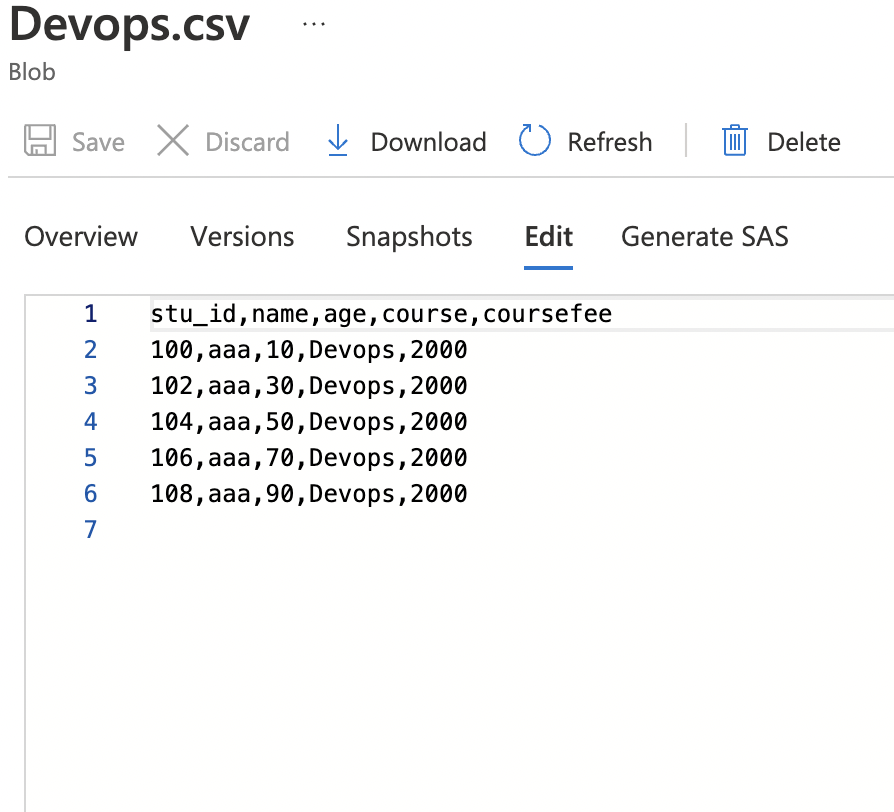 Devops.csv ...
Blob
Save Discard Download Refresh Delete
Overview Versions Snapshots Edit Generate SAS
1 stu_id,name,age,course,coursefee
2 100,aaa,10,Devops,2000
3 102,aaa,30,Devops,2000
4 104,aaa,50,Devops,2000
5 106,aaa,70,Devops,2000
6 108,aaa,90,Devops,2000
7